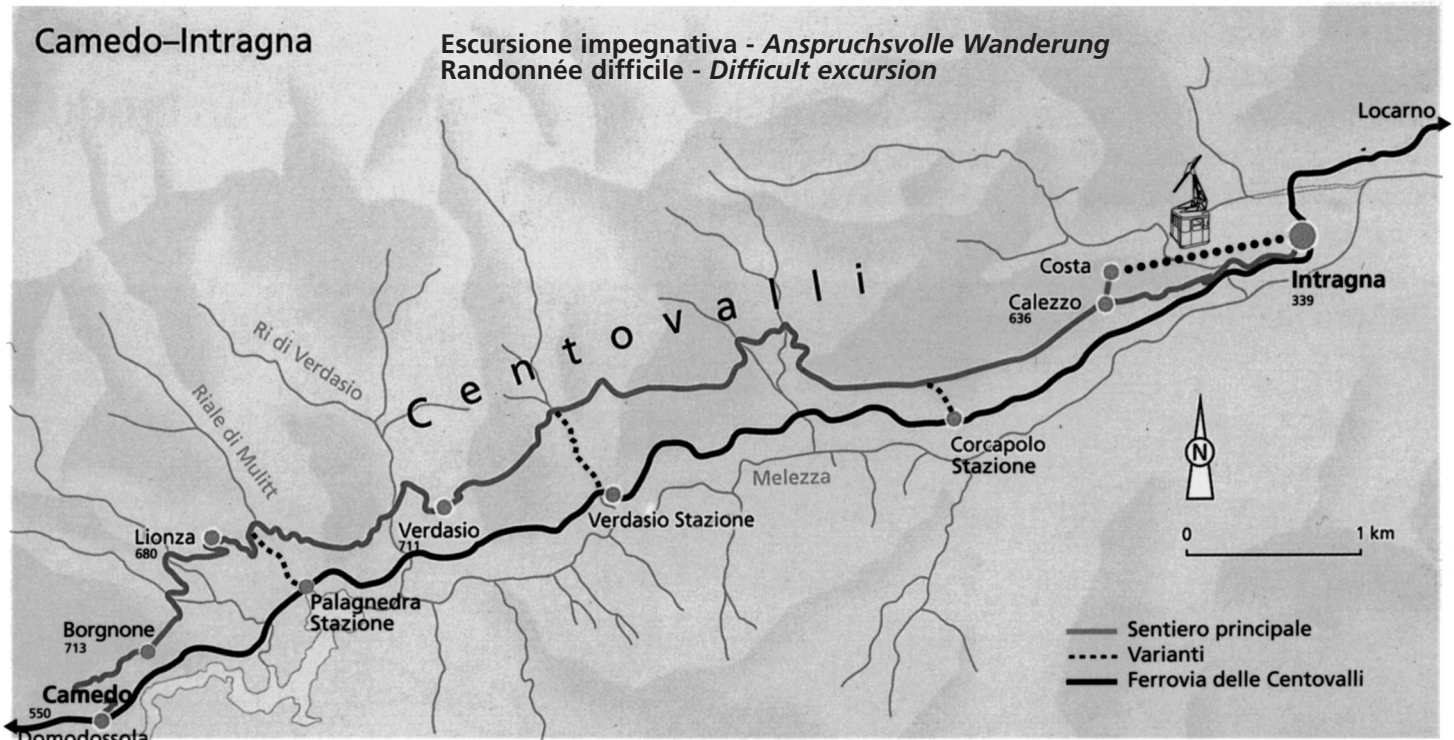 Camedo–Intragna
Escursione impegnativa - Anspruchsvolle Wanderung
Randonnée difficile - Difficult excursion
Locarno
Costa
Calezzo
636
Intragna
339
Centovalli
Ri di Verdasio
Riale di Mulitt
Corcapolo
Stazione
Melezza
N
Verdasio Stazione
Verdasio
711
Lionza
680
Palagnedra
Stazione
0 1 km
Borgnone
713
Sentiero principale
Varianti
Ferrovia delle Centovalli
Camedo
550
Domodossola